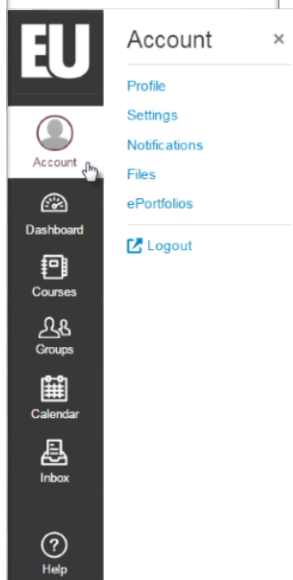 EU
Account
Dashboard
Courses
Groups
Calendar
Inbox
Help
Account ×
Profile
Settings
Notifications
Files
ePortfolios
Logout